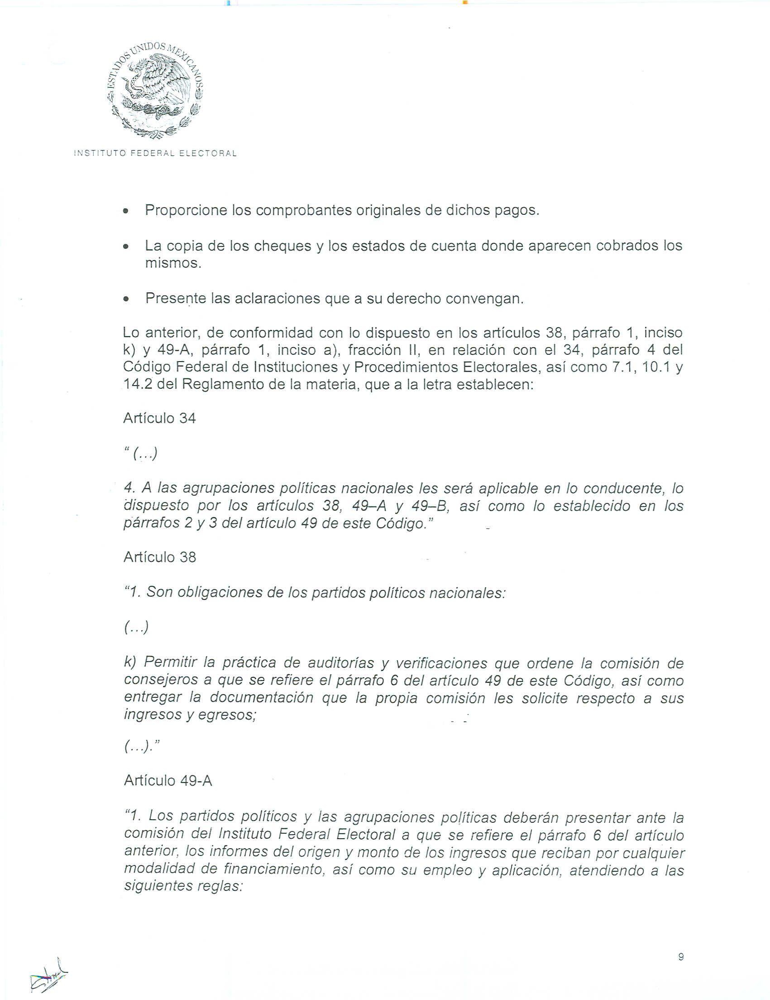 ESTADOS UNIDOS MEXICANOS
INSTITUTO FEDERAL ELECTORAL
• Proporcione los comprobantes originales de dichos pagos.
• La copia de los cheques y los estados de cuenta donde aparecen cobrados los
mismos.
• Presente las aclaraciones que a su derecho convengan.
Lo anterior, de conformidad con lo dispuesto en los artículos 38, párrafo 1, inciso
k) y 49-A, párrafo 1, inciso a), fracción II, en relación con el 34, párrafo 4 del
Código Federal de Instituciones y Procedimientos Electorales, así como 7.1, 10.1 y
14.2 del Reglamento de la materia, que a la letra establecen:
Artículo 34
“ (...)
4. A las agrupaciones políticas nacionales les será aplicable en lo conducente, lo
dispuesto por los artículos 38, 49–A y 49–B, así como lo establecido en los
párrafos 2 y 3 del artículo 49 de este Código.”
Artículo 38
“1. Son obligaciones de los partidos políticos nacionales:
(...)
k) Permitir la práctica de auditorías y verificaciones que ordene la comisión de
consejeros a que se refiere el párrafo 6 del artículo 49 de este Código, así como
entregar la documentación que la propia comisión les solicite respecto a sus
ingresos y egresos;
(...).”
Artículo 49-A
“1. Los partidos políticos y las agrupaciones políticas deberán presentar ante la
comisión del Instituto Federal Electoral a que se refiere el párrafo 6 del artículo
anterior, los informes del origen y monto de los ingresos que reciban por cualquier
modalidad de financiamiento, así como su empleo y aplicación, atendiendo a las
siguientes reglas:
9